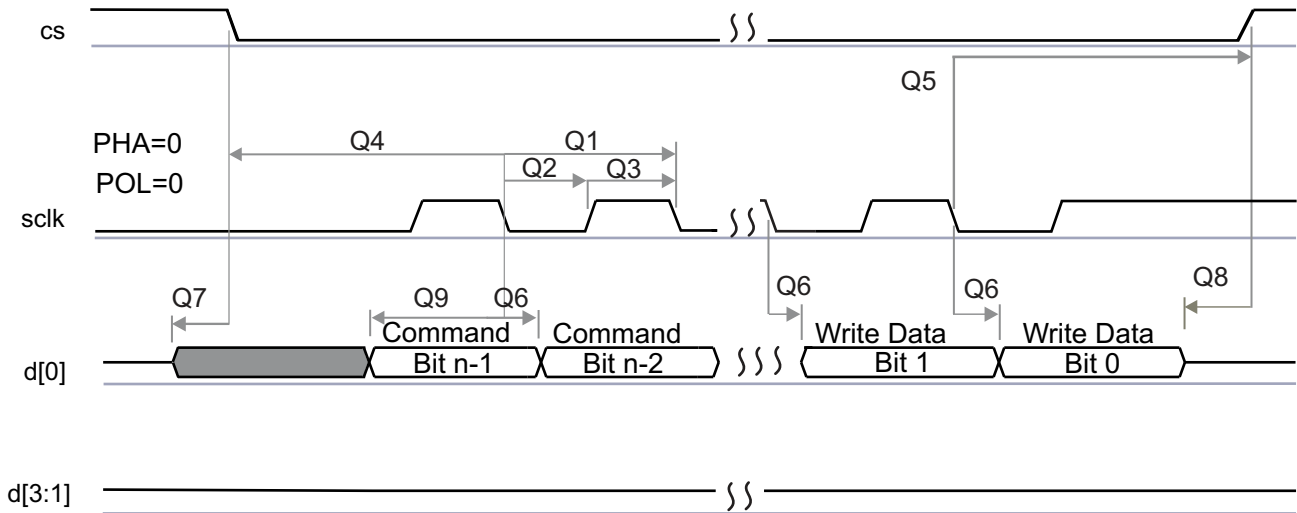 cs
Q5
PHA=0
Q4
Q1
POL=0
Q2
Q3
sclk
Q7
Q9
Q6
Q6
Q6
Q8
Command
Command
Write Data
Write Data
d[0]
Bit n-1
Bit n-2
Bit 1
Bit 0
d[3:1]